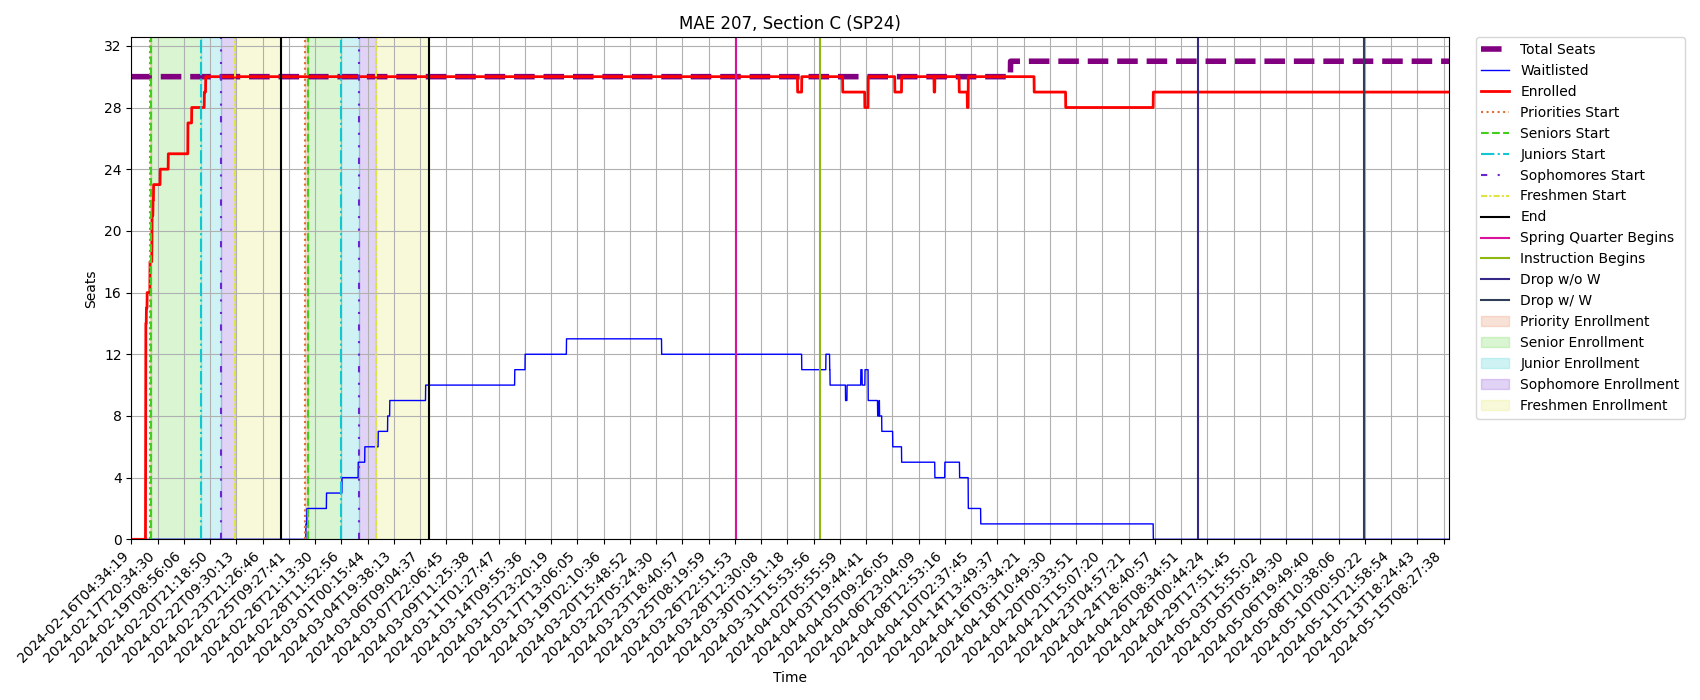 MAE 207, Section C (SP24)
Seats
32
28
24
20
16
12
8
4
0
2024-02-16T04:34:19
2024-02-17T20:34:30
2024-02-19T08:56:06
2024-02-20T21:18:50
2024-02-22T09:30:13
2024-02-23T21:26:46
2024-02-25T09:27:41
2024-02-26T21:13:30
2024-02-28T11:52:56
2024-03-01T00:15:44
2024-03-04T19:38:13
2024-03-06T09:04:37
2024-03-07T22:06:45
2024-03-09T11:25:38
2024-03-11T01:27:47
2024-03-14T09:55:36
2024-03-15T23:20:19
2024-03-17T13:06:05
2024-03-19T02:10:36
2024-03-20T15:48:52
2024-03-22T05:24:30
2024-03-23T18:40:57
2024-03-25T08:19:59
2024-03-26T22:51:53
2024-03-28T12:30:08
2024-03-30T01:51:18
2024-03-31T15:53:56
2024-04-02T05:55:59
2024-04-03T19:44:41
2024-04-05T09:26:05
2024-04-06T23:04:09
2024-04-08T12:53:16
2024-04-10T02:37:45
2024-04-14T13:49:37
2024-04-16T03:34:21
2024-04-18T10:49:30
2024-04-20T00:33:51
2024-04-21T15:07:20
2024-04-23T04:57:21
2024-04-24T18:40:57
2024-04-26T08:34:51
2024-04-28T00:44:24
2024-04-29T17:51:45
2024-05-03T15:55:02
2024-05-05T05:49:30
2024-05-06T19:49:40
2024-05-08T10:38:06
2024-05-10T00:50:22
2024-05-11T21:58:54
2024-05-13T18:24:43
2024-05-15T08:27:38
Time
Total Seats
Waitlisted
Enrolled
Priorities Start
Seniors Start
Juniors Start
Sophomores Start
Freshmen Start
End
Spring Quarter Begins
Instruction Begins
Drop w/o W
Drop w/ W
Priority Enrollment
Senior Enrollment
Junior Enrollment
Sophomore Enrollment
Freshmen Enrollment